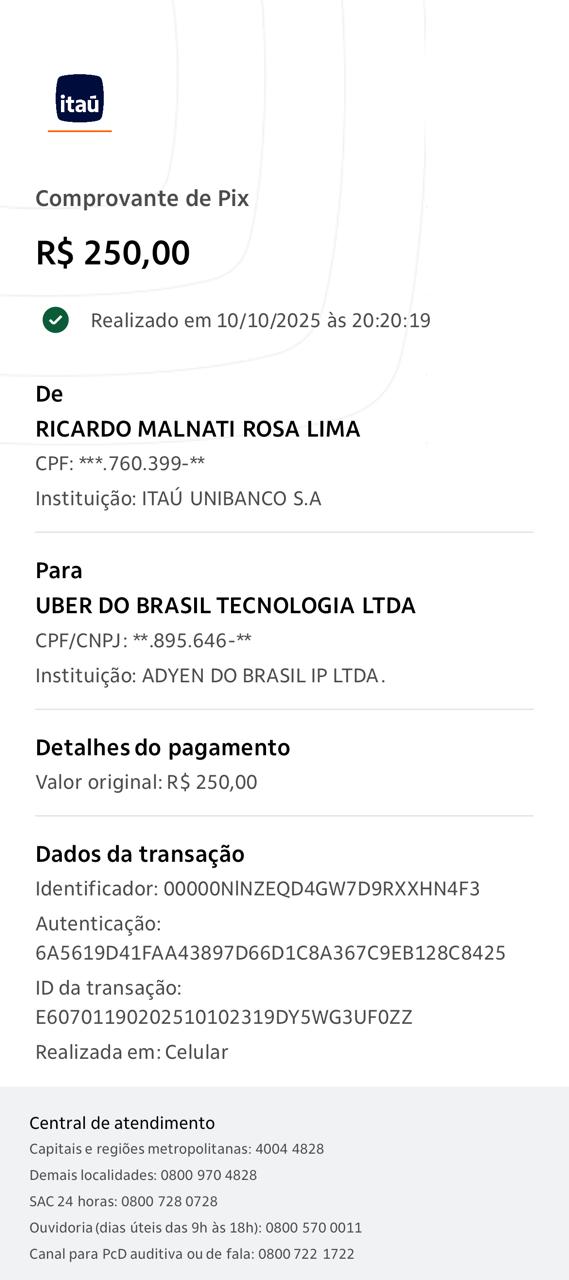 itaú
Comprovante de Pix
R$ 250,00
Realizado em 10/10/2025 às 20:20:19
De
RICARDO MALNATI ROSA LIMA
CPF: ***.760.399-**
Instituição: ITAÚ UNIBANCO S.A
Para
UBER DO BRASIL TECNOLOGIA LTDA
CPF/CNPJ: **.895.646-**
Instituição: ADYEN DO BRASIL IP LTDA.
Detalhes do pagamento
Valor original: R$ 250,00
Dados da transação
Identificador: 00000NINZEQD4GW7D9RXXHN4F3
Autenticação:
6A5619D41FAA43897D66D1C8A367C9EB128C8425
ID da transação:
E60701190202510102319DY5WG3UF0ZZ
Realizada em: Celular
Central de atendimento
Capitais e regiões metropolitanas: 4004 4828
Demais localidades: 0800 970 4828
SAC 24 horas: 0800 728 0728
Ouvidoria (dias úteis das 9h às 18h): 0800 570 0011
Canal para PcD auditiva ou de fala: 0800 722 1722